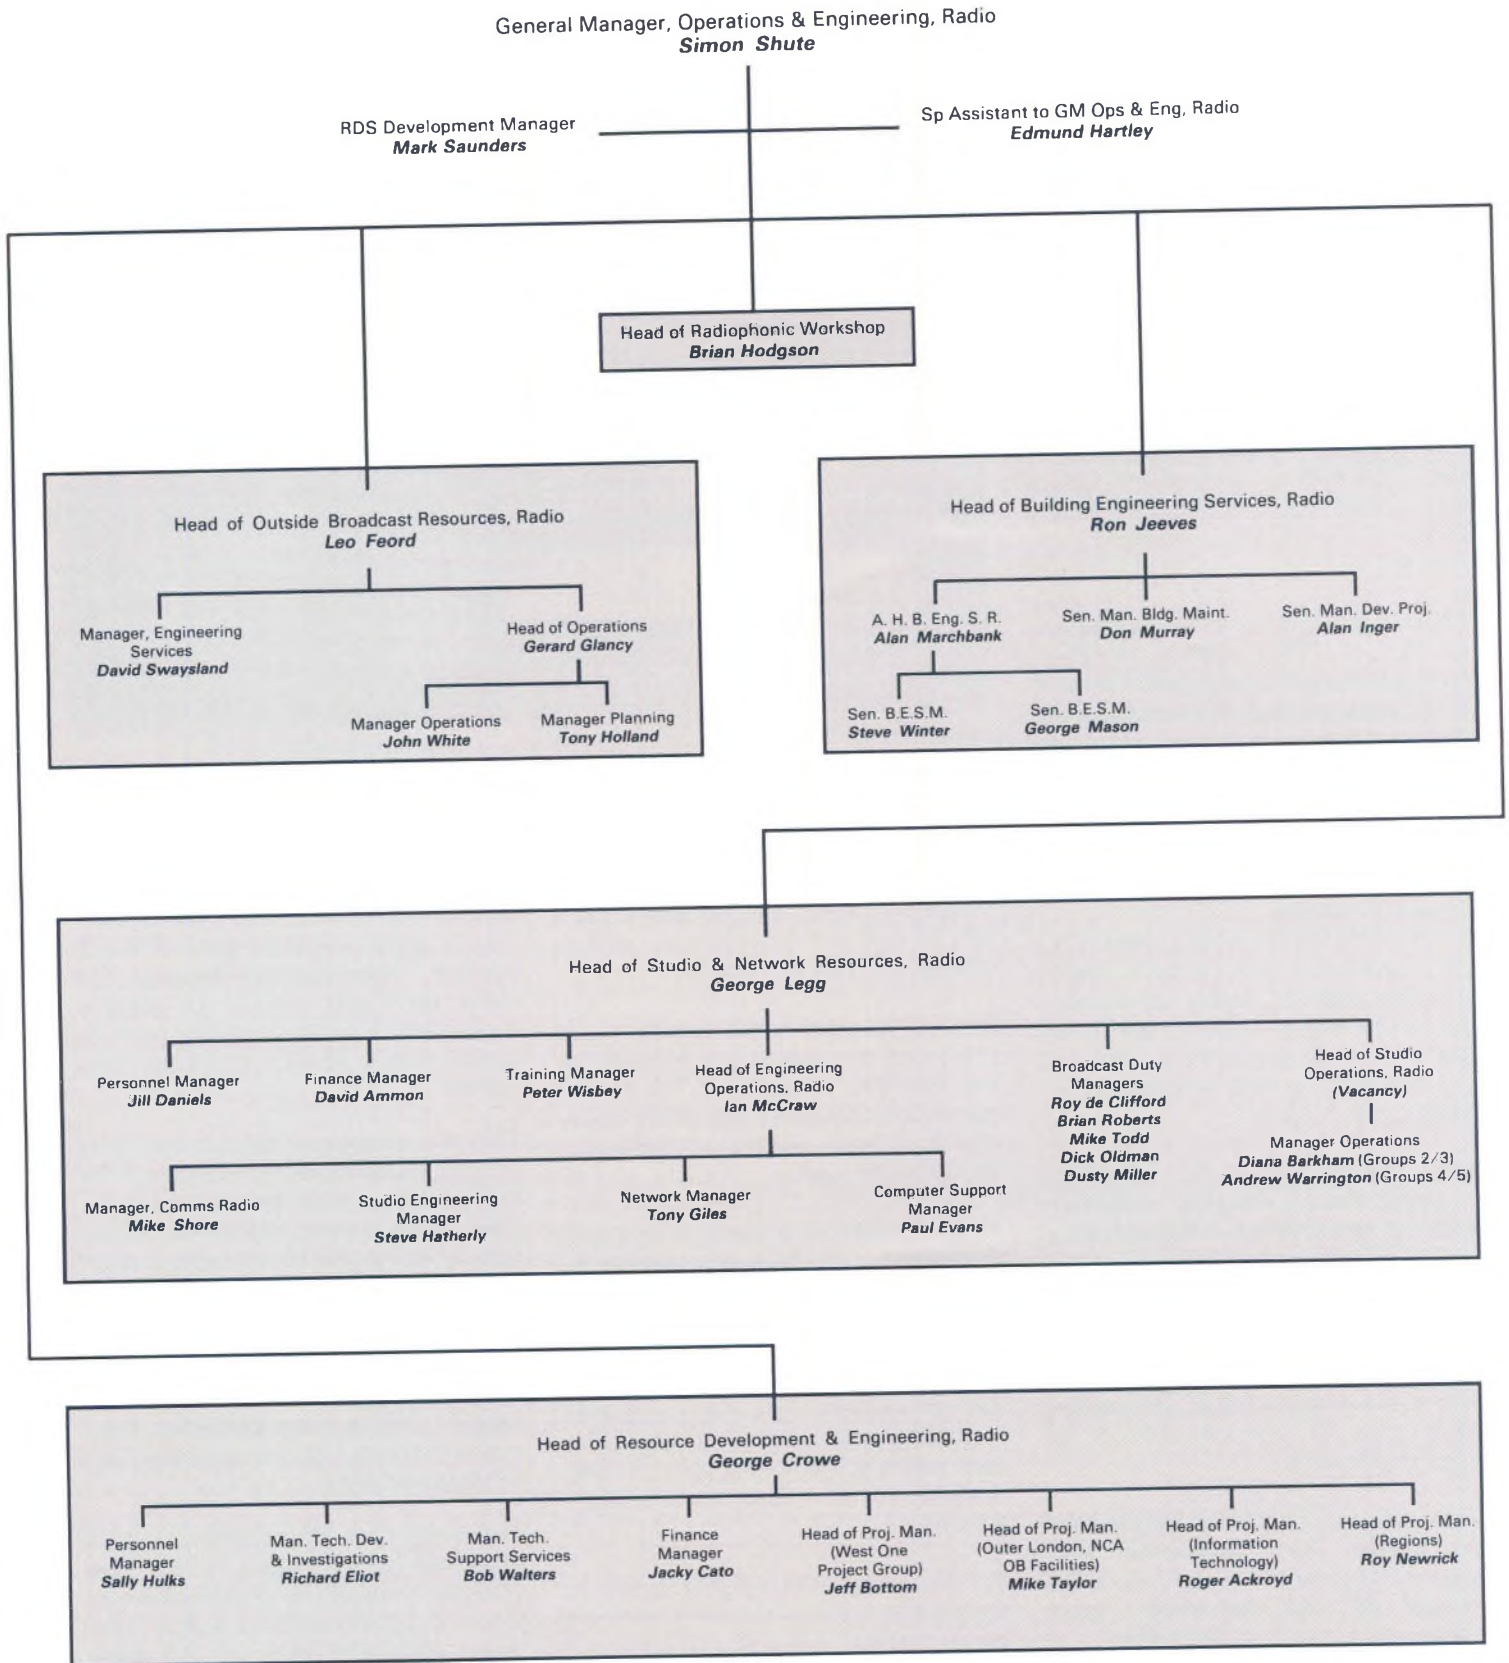 General Manager, Operations & Engineering, Radio
Simon Shute
RDS Development Manager
Mark Saunders
Sp Assistant to GM Ops & Eng, Radio
Edmund Hartley
Head of Radiophonic Workshop
Brian Hodgson
Head of Outside Broadcast Resources, Radio
Leo Feord
Manager, Engineering
Services
David Swaysland
Head of Operations
Gerard Glancy
Manager Operations
John White
Manager Planning
Tony Holland
Head of Building Engineering Services, Radio
Ron Jeeves
A. H. B. Eng. S. R.
Alan Marchbank
Sen. Man. Bldg. Maint.
Don Murray
Sen. Man. Dev. Proj.
Alan Inger
Sen. B.E.S.M.
Steve Winter
Sen. B.E.S.M.
George Mason
Head of Studio & Network Resources, Radio
George Legg
Personnel Manager
Jill Daniels
Finance Manager
David Ammon
Training Manager
Peter Wisbey
Head of Engineering
Operations, Radio
Ian McCraw
Broadcast Duty
Managers
Roy de Clifford
Brian Roberts
Mike Todd
Dick Oldman
Dusty Miller
Head of Studio
Operations, Radio
(Vacancy)
Manager Operations
Diana Barkham (Groups 2/3)
Andrew Warrington (Groups 4/5)
Manager, Comms Radio
Mike Shore
Studio Engineering
Manager
Steve Hatherly
Network Manager
Tony Giles
Computer Support
Manager
Paul Evans
Head of Resource Development & Engineering, Radio
George Crowe
Personnel
Manager
Sally Hulks
Man. Tech. Dev.
& Investigations
Richard Eliot
Man. Tech.
Support Services
Bob Walters
Finance
Manager
Jacky Cato
Head of Proj. Man.
(West One
Project Group)
Jeff Bottom
Head of Proj. Man.
(Outer London, NCA
OB Facilities)
Mike Taylor
Head of Proj. Man.
(Information
Technology)
Roger Ackroyd
Head of Proj. Man.
(Regions)
Roy Newrick